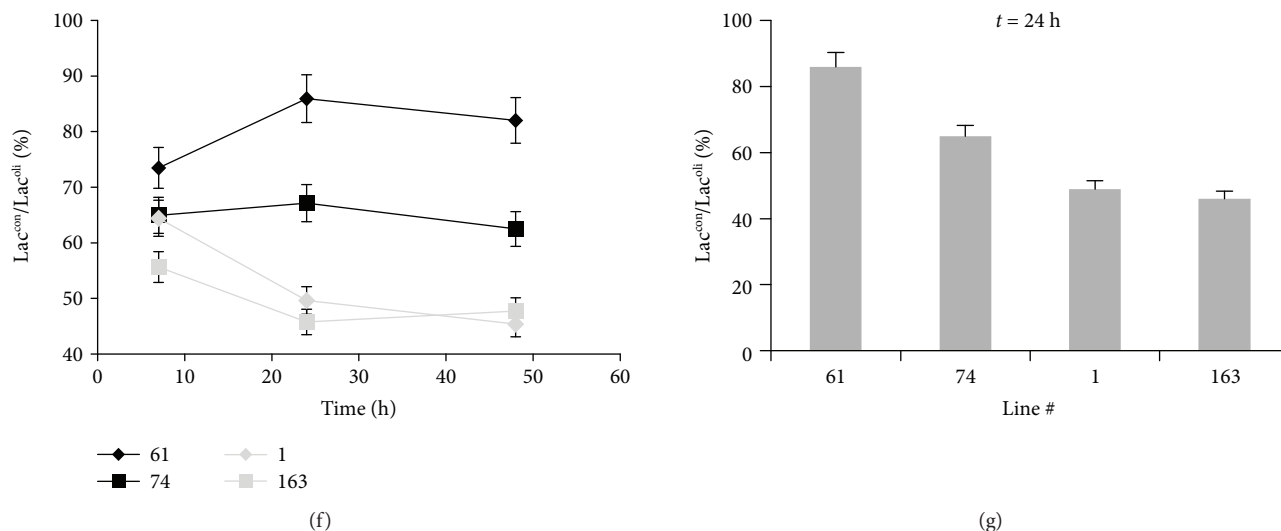 100
90
80
70
60
50
40
Lac^con/Lac^oli (%)
0 10 20 30 40 50 60
Time (h)
61 1
74 163
(f)
t = 24 h
100
80
60
40
20
0
Lac^con/Lac^oli (%)
61 74 1 163
Line #
(g)